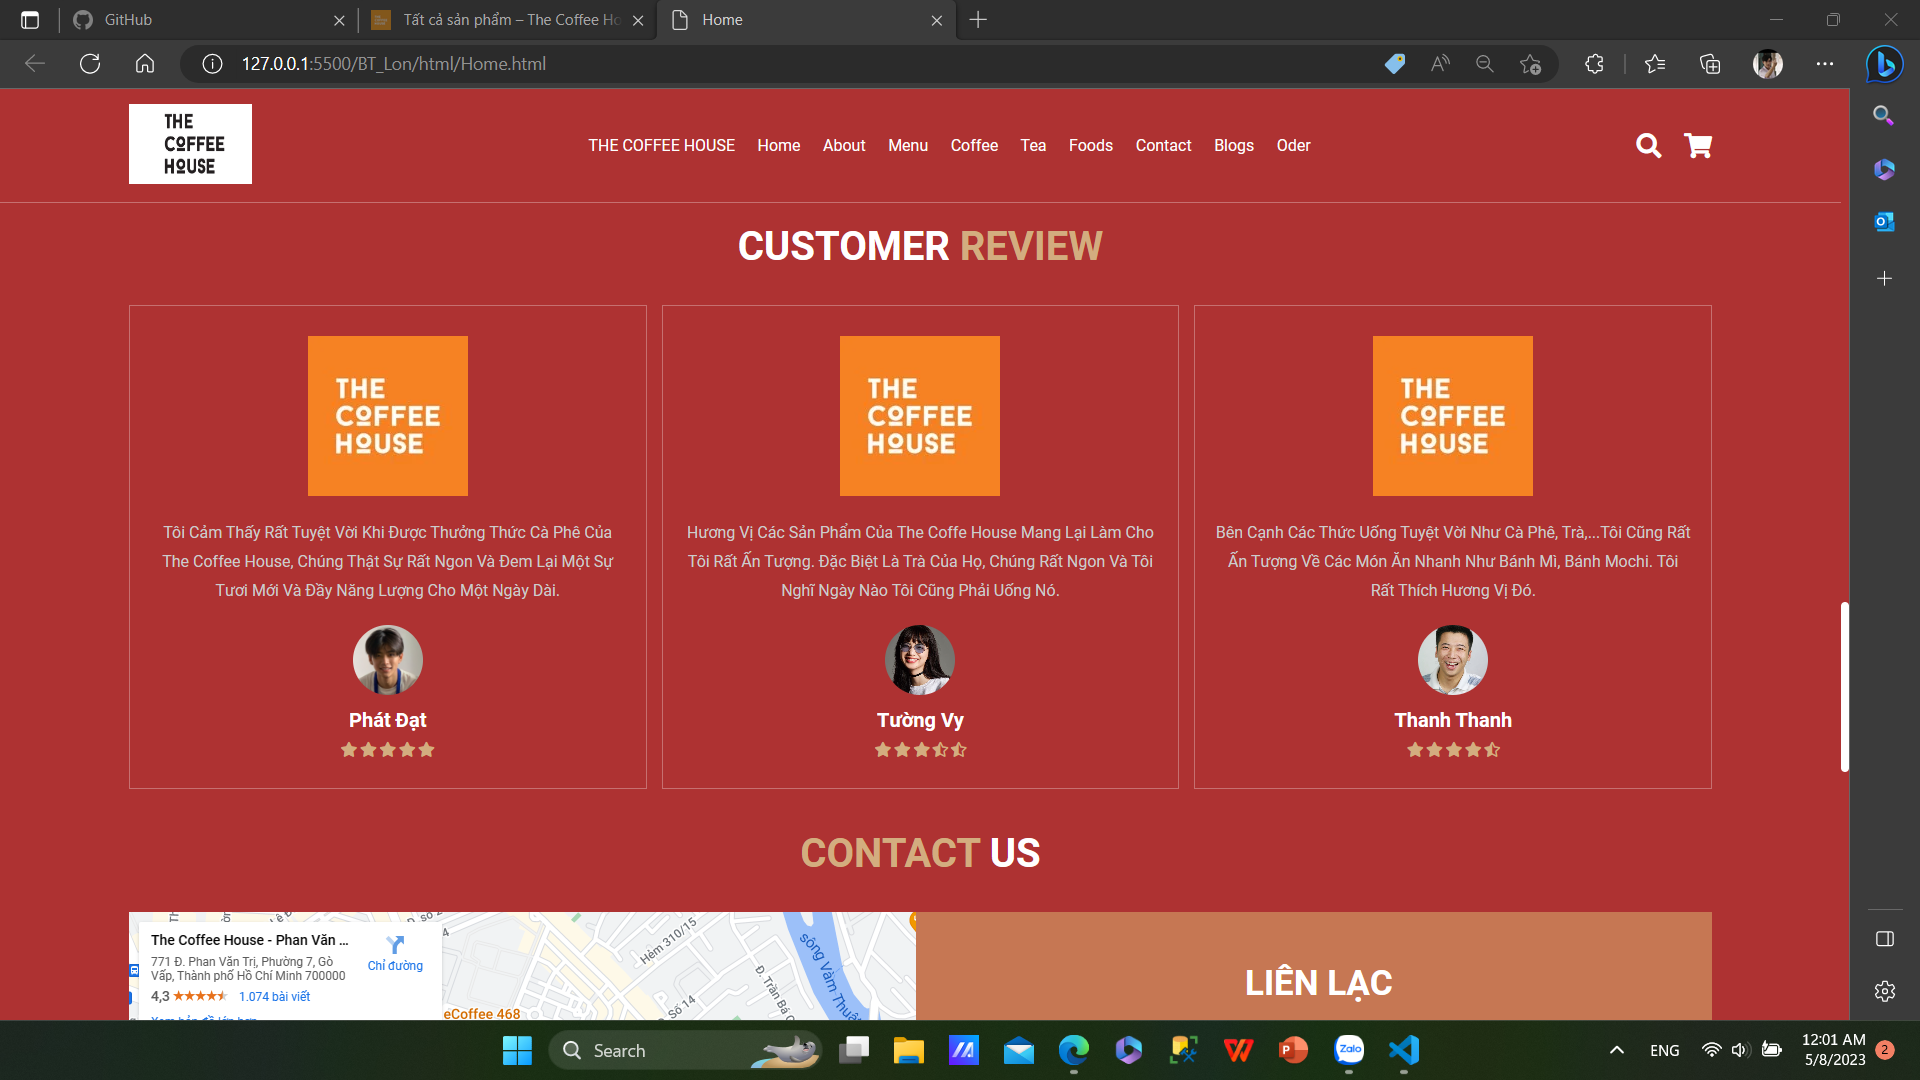 GitHub
Tất cả sản phẩm – The Coffee Ho
Home
127.0.0.1:5500/BT_Lon/html/Home.html
THE
COFFEE
HOUSE
THE COFFEE HOUSE Home About Menu Coffee Tea Foods Contact Blogs Oder
CUSTOMER REVIEW
THE
COFFEE
HOUSE
Tôi Cảm Thấy Rất Tuyệt Vời Khi Được Thưởng Thức Cà Phê Của
The Coffee House, Chúng Thật Sự Rất Ngon Và Đem Lại Một Sự
Tươi Mới Và Đầy Năng Lượng Cho Một Ngày Dài.
Phát Đạt
THE
COFFEE
HOUSE
Hương Vị Các Sản Phẩm Của The Coffe House Mang Lại Làm Cho
Tôi Rất Ấn Tượng. Đặc Biệt Là Trà Của Họ, Chúng Rất Ngon Và Tôi
Nghĩ Ngày Nào Tôi Cũng Phải Uống Nó.
Tường Vy
THE
COFFEE
HOUSE
Bên Cạnh Các Thức Uống Tuyệt Vời Như Cà Phê, Trà,...Tôi Cũng Rất
Ấn Tượng Về Các Món Ăn Nhanh Như Bánh Mì, Bánh Mochi. Tôi
Rất Thích Hương Vị Đó.
Thanh Thanh
CONTACT US
The Coffee House - Phan Văn ...
771 Đ. Phan Văn Trị, Phường 7, Gò
Vấp, Thành phố Hồ Chí Minh 700000
4,3 1.074 bài viết
Chỉ đường
Hẻm 310/15
sông Vàm Thuật
Số 14
eCoffee 468
LIÊN LẠC
Search
Zalo
ENG
12:01 AM
5/8/2023
2